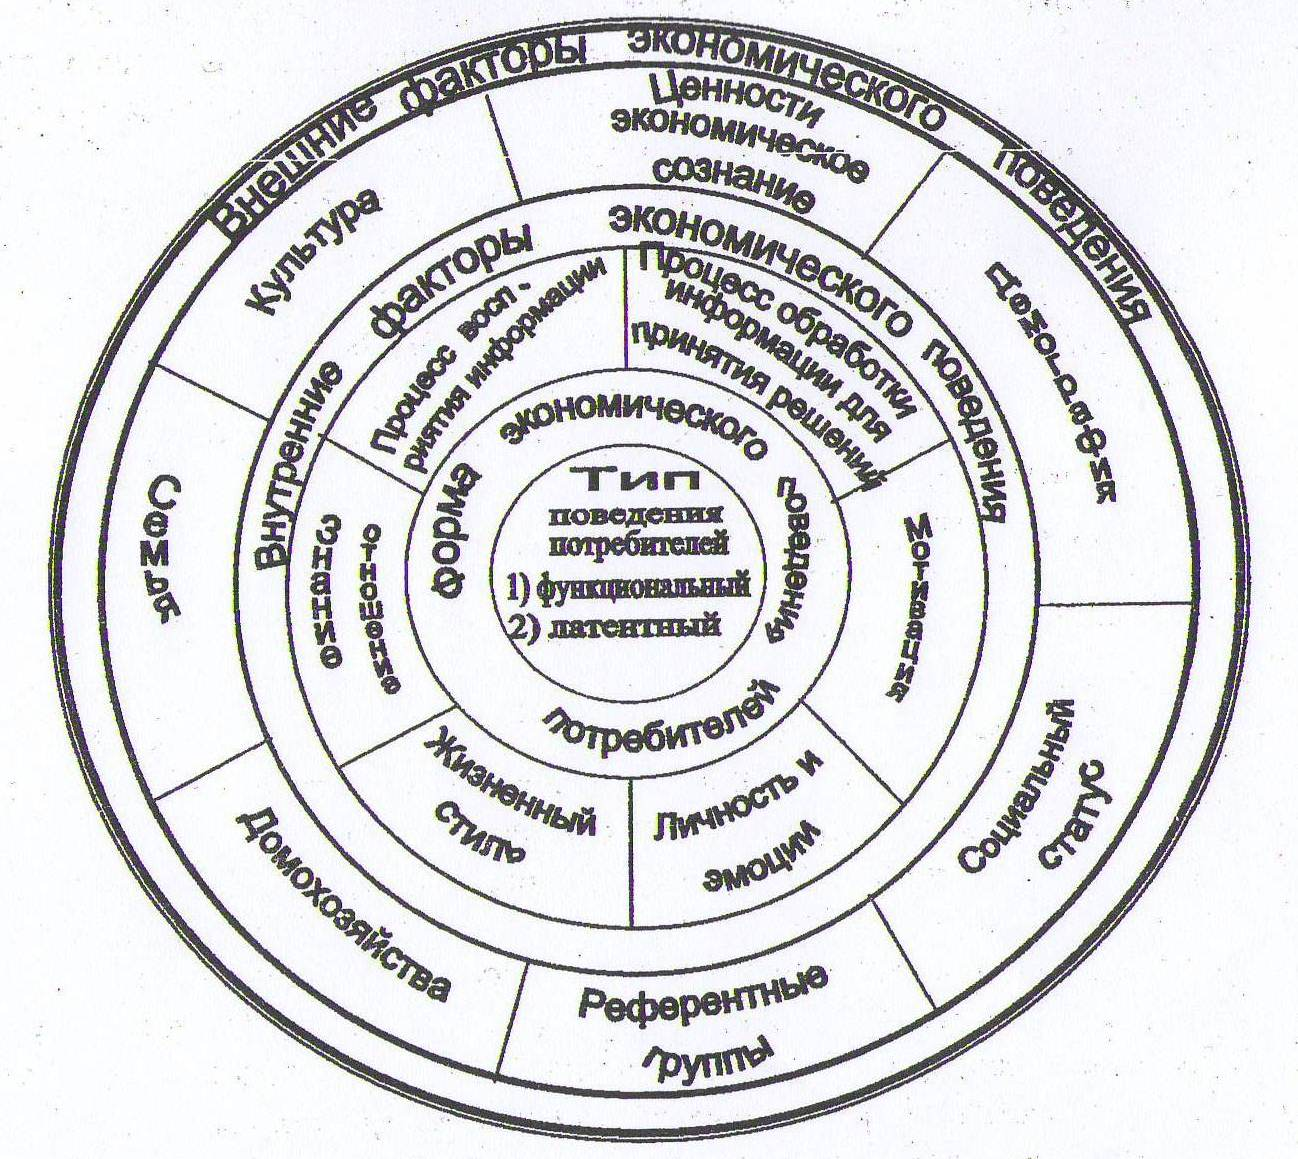 Внешние факторы экономического поведения
Ценности
экономическое
сознание
Культура
Демография
Семья
Социальный
статус
Домохозяйства
Референтные
группы
Внутренние факторы экономического поведения
Процесс восп -
риятия информации
Процесс обработки
информации для
принятия решений
Знание
отношение
Мотивация
Жизненный
стиль
Личность и
эмоции
форма экономического поведения потребителей
Тип
поведения
потребителей
1) функциональный
2) латентный